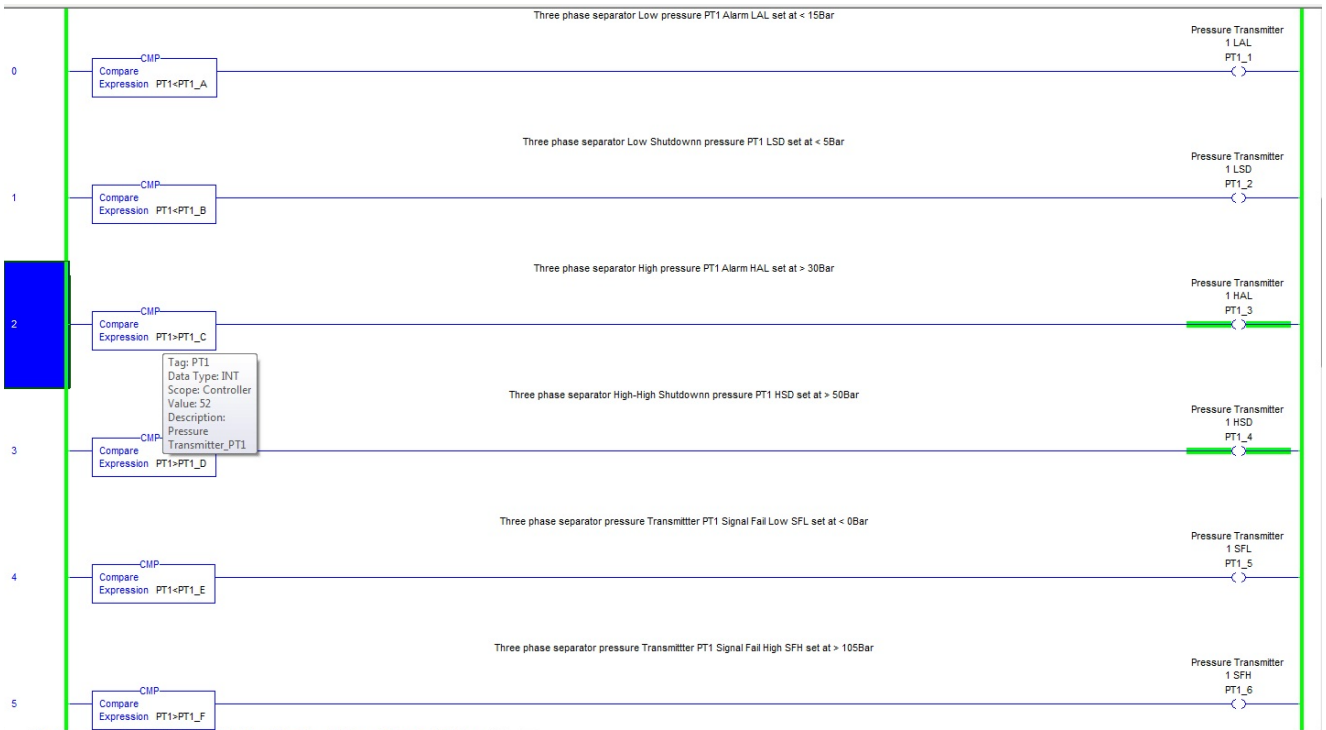 Three phase separator Low pressure PT1 Alarm LAL set at < 15Bar
Pressure Transmitter
1 LAL
PT1_1
0
CMP
Compare
Expression PT1<PT1_A
Three phase separator Low Shutdownn pressure PT1 LSD set at < 5Bar
Pressure Transmitter
1 LSD
PT1_2
1
CMP
Compare
Expression PT1<PT1_B
Three phase separator High pressure PT1 Alarm HAL set at > 30Bar
Pressure Transmitter
1 HAL
PT1_3
2
CMP
Compare
Expression PT1>PT1_C
Tag: PT1
Data Type: INT
Scope: Controller
Value: 52
Description:
Pressure
Transmitter_PT1
Three phase separator High-High Shutdownn pressure PT1 HSD set at > 50Bar
Pressure Transmitter
1 HSD
PT1_4
3
CMP
Compare
Expression PT1>PT1_D
Three phase separator pressure Transmittter PT1 Signal Fail Low SFL set at < 0Bar
Pressure Transmitter
1 SFL
PT1_5
4
CMP
Compare
Expression PT1<PT1_E
Three phase separator pressure Transmittter PT1 Signal Fail High SFH set at > 105Bar
Pressure Transmitter
1 SFH
PT1_6
5
CMP
Compare
Expression PT1>PT1_F